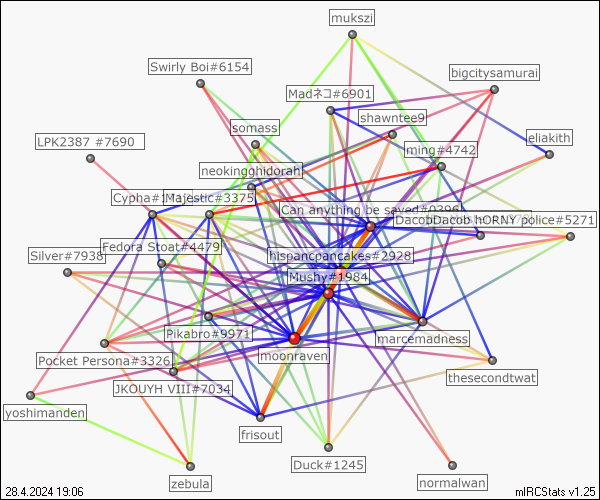 mukszi
Swirly Boi#6154
bigcitysamurai
Madネコ#6901
shawntee9
somass
LPK2387 #7690
ming#4742
eliakith
neokingghidorah
Majestic#3375
Can anything be saved#0396
HORNY police#5271
Fedora Stoat#4479
Silver#7938
hispancpancakes#2928
Mushy#1984
Pikabro#9971
marcemadness
moonraven
Pocket Persona#3326
thesecondtwat
JKOUYH VIII#7034
yoshimanden
frisout
Duck#1245
zebula
normalwan
28.4.2024 19:06
mIRCStats v1.25